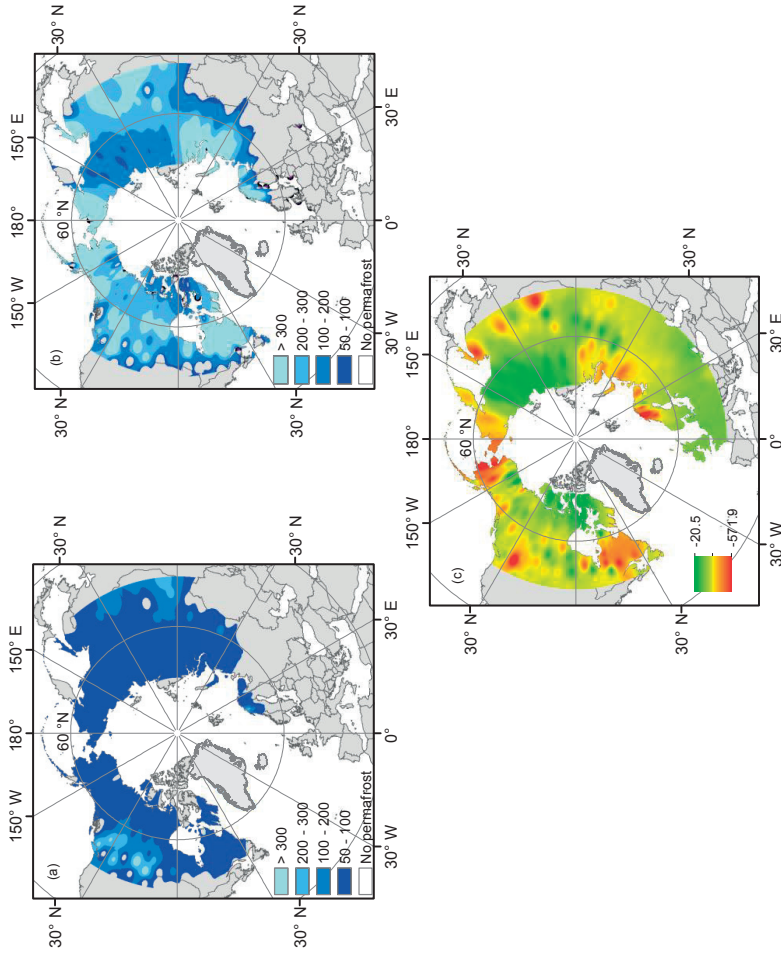 150° W
180°
150° E
30° N
30° N
(a)
60 °N
> 300
200 - 300
100 - 200
50 - 100
No permafrost
30° N
30° N
30° W
0°
30° E
150° W
180°
150° E
30° N
30° N
(b)
60 °N
> 300
200 - 300
100 - 200
50 - 100
No permafrost
30° N
30° N
30° W
0°
30° E
150° W
180°
150° E
30° N
30° N
(c)
60 °N
-20.5
-571.9
30° N
30° N
30° W
0°
30° E